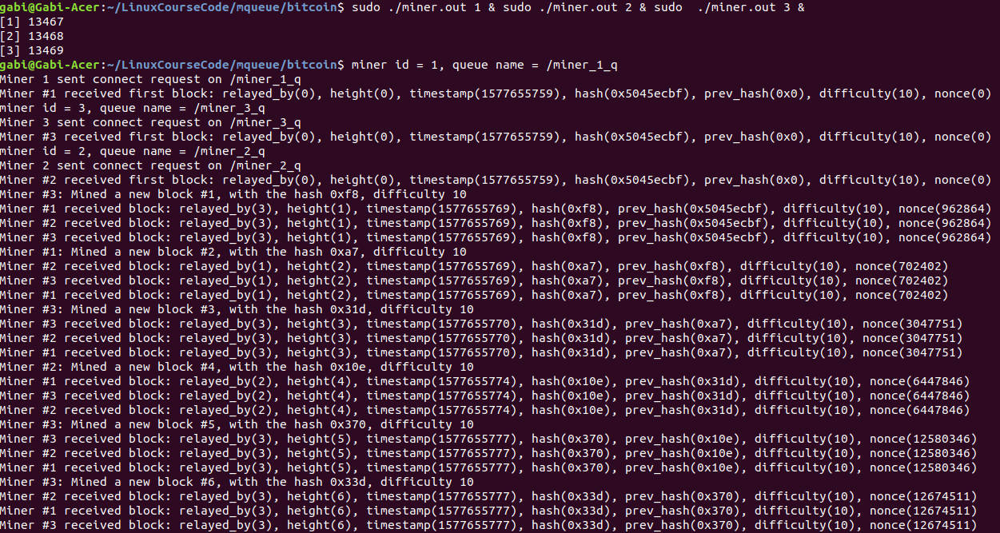 gabi@Gabi-Acer:~/LinuxCourseCode/mqueue/bitcoin$ sudo ./miner.out 1 & sudo ./miner.out 2 & sudo  ./miner.out 3 &
[1] 13467
[2] 13468
[3] 13469
gabi@Gabi-Acer:~/LinuxCourseCode/mqueue/bitcoin$ miner id = 1, queue name = /miner_1_q
Miner 1 sent connect request on /miner_1_q
Miner #1 received first block: relayed_by(0), height(0), timestamp(1577655759), hash(0x5045ecbf), prev_hash(0x0), difficulty(10), nonce(0)
miner id = 3, queue name = /miner_3_q
Miner 3 sent connect request on /miner_3_q
Miner #3 received first block: relayed_by(0), height(0), timestamp(1577655759), hash(0x5045ecbf), prev_hash(0x0), difficulty(10), nonce(0)
miner id = 2, queue name = /miner_2_q
Miner 2 sent connect request on /miner_2_q
Miner #2 received first block: relayed_by(0), height(0), timestamp(1577655759), hash(0x5045ecbf), prev_hash(0x0), difficulty(10), nonce(0)
Miner #3: Mined a new block #1, with the hash 0xf8, difficulty 10
Miner #1 received block: relayed_by(3), height(1), timestamp(1577655769), hash(0xf8), prev_hash(0x5045ecbf), difficulty(10), nonce(962864)
Miner #2 received block: relayed_by(3), height(1), timestamp(1577655769), hash(0xf8), prev_hash(0x5045ecbf), difficulty(10), nonce(962864)
Miner #3 received block: relayed_by(3), height(1), timestamp(1577655769), hash(0xf8), prev_hash(0x5045ecbf), difficulty(10), nonce(962864)
Miner #1: Mined a new block #2, with the hash 0xa7, difficulty 10
Miner #2 received block: relayed_by(1), height(2), timestamp(1577655769), hash(0xa7), prev_hash(0xf8), difficulty(10), nonce(702402)
Miner #3 received block: relayed_by(1), height(2), timestamp(1577655769), hash(0xa7), prev_hash(0xf8), difficulty(10), nonce(702402)
Miner #1 received block: relayed_by(1), height(2), timestamp(1577655769), hash(0xa7), prev_hash(0xf8), difficulty(10), nonce(702402)
Miner #3: Mined a new block #3, with the hash 0x31d, difficulty 10
Miner #3 received block: relayed_by(3), height(3), timestamp(1577655770), hash(0x31d), prev_hash(0xa7), difficulty(10), nonce(3047751)
Miner #2 received block: relayed_by(3), height(3), timestamp(1577655770), hash(0x31d), prev_hash(0xa7), difficulty(10), nonce(3047751)
Miner #1 received block: relayed_by(3), height(3), timestamp(1577655770), hash(0x31d), prev_hash(0xa7), difficulty(10), nonce(3047751)
Miner #2: Mined a new block #4, with the hash 0x10e, difficulty 10
Miner #1 received block: relayed_by(2), height(4), timestamp(1577655774), hash(0x10e), prev_hash(0x31d), difficulty(10), nonce(6447846)
Miner #3 received block: relayed_by(2), height(4), timestamp(1577655774), hash(0x10e), prev_hash(0x31d), difficulty(10), nonce(6447846)
Miner #2 received block: relayed_by(2), height(4), timestamp(1577655774), hash(0x10e), prev_hash(0x31d), difficulty(10), nonce(6447846)
Miner #3: Mined a new block #5, with the hash 0x370, difficulty 10
Miner #3 received block: relayed_by(3), height(5), timestamp(1577655777), hash(0x370), prev_hash(0x10e), difficulty(10), nonce(12580346)
Miner #2 received block: relayed_by(3), height(5), timestamp(1577655777), hash(0x370), prev_hash(0x10e), difficulty(10), nonce(12580346)
Miner #1 received block: relayed_by(3), height(5), timestamp(1577655777), hash(0x370), prev_hash(0x10e), difficulty(10), nonce(12580346)
Miner #3: Mined a new block #6, with the hash 0x33d, difficulty 10
Miner #2 received block: relayed_by(3), height(6), timestamp(1577655777), hash(0x33d), prev_hash(0x370), difficulty(10), nonce(12674511)
Miner #1 received block: relayed_by(3), height(6), timestamp(1577655777), hash(0x33d), prev_hash(0x370), difficulty(10), nonce(12674511)
Miner #3 received block: relayed_by(3), height(6), timestamp(1577655777), hash(0x33d), prev_hash(0x370), difficulty(10), nonce(12674511)